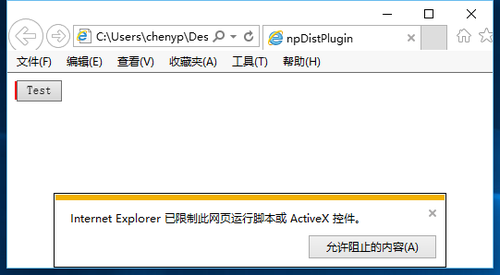 C:\Users\chenyp\Des
npDistPlugin
文件(F) 编辑(E) 查看(V) 收藏夹(A) 工具(T) 帮助(H)
Test
Internet Explorer 已限制此网页运行脚本或 ActiveX 控件。
允许阻止的内容(A)